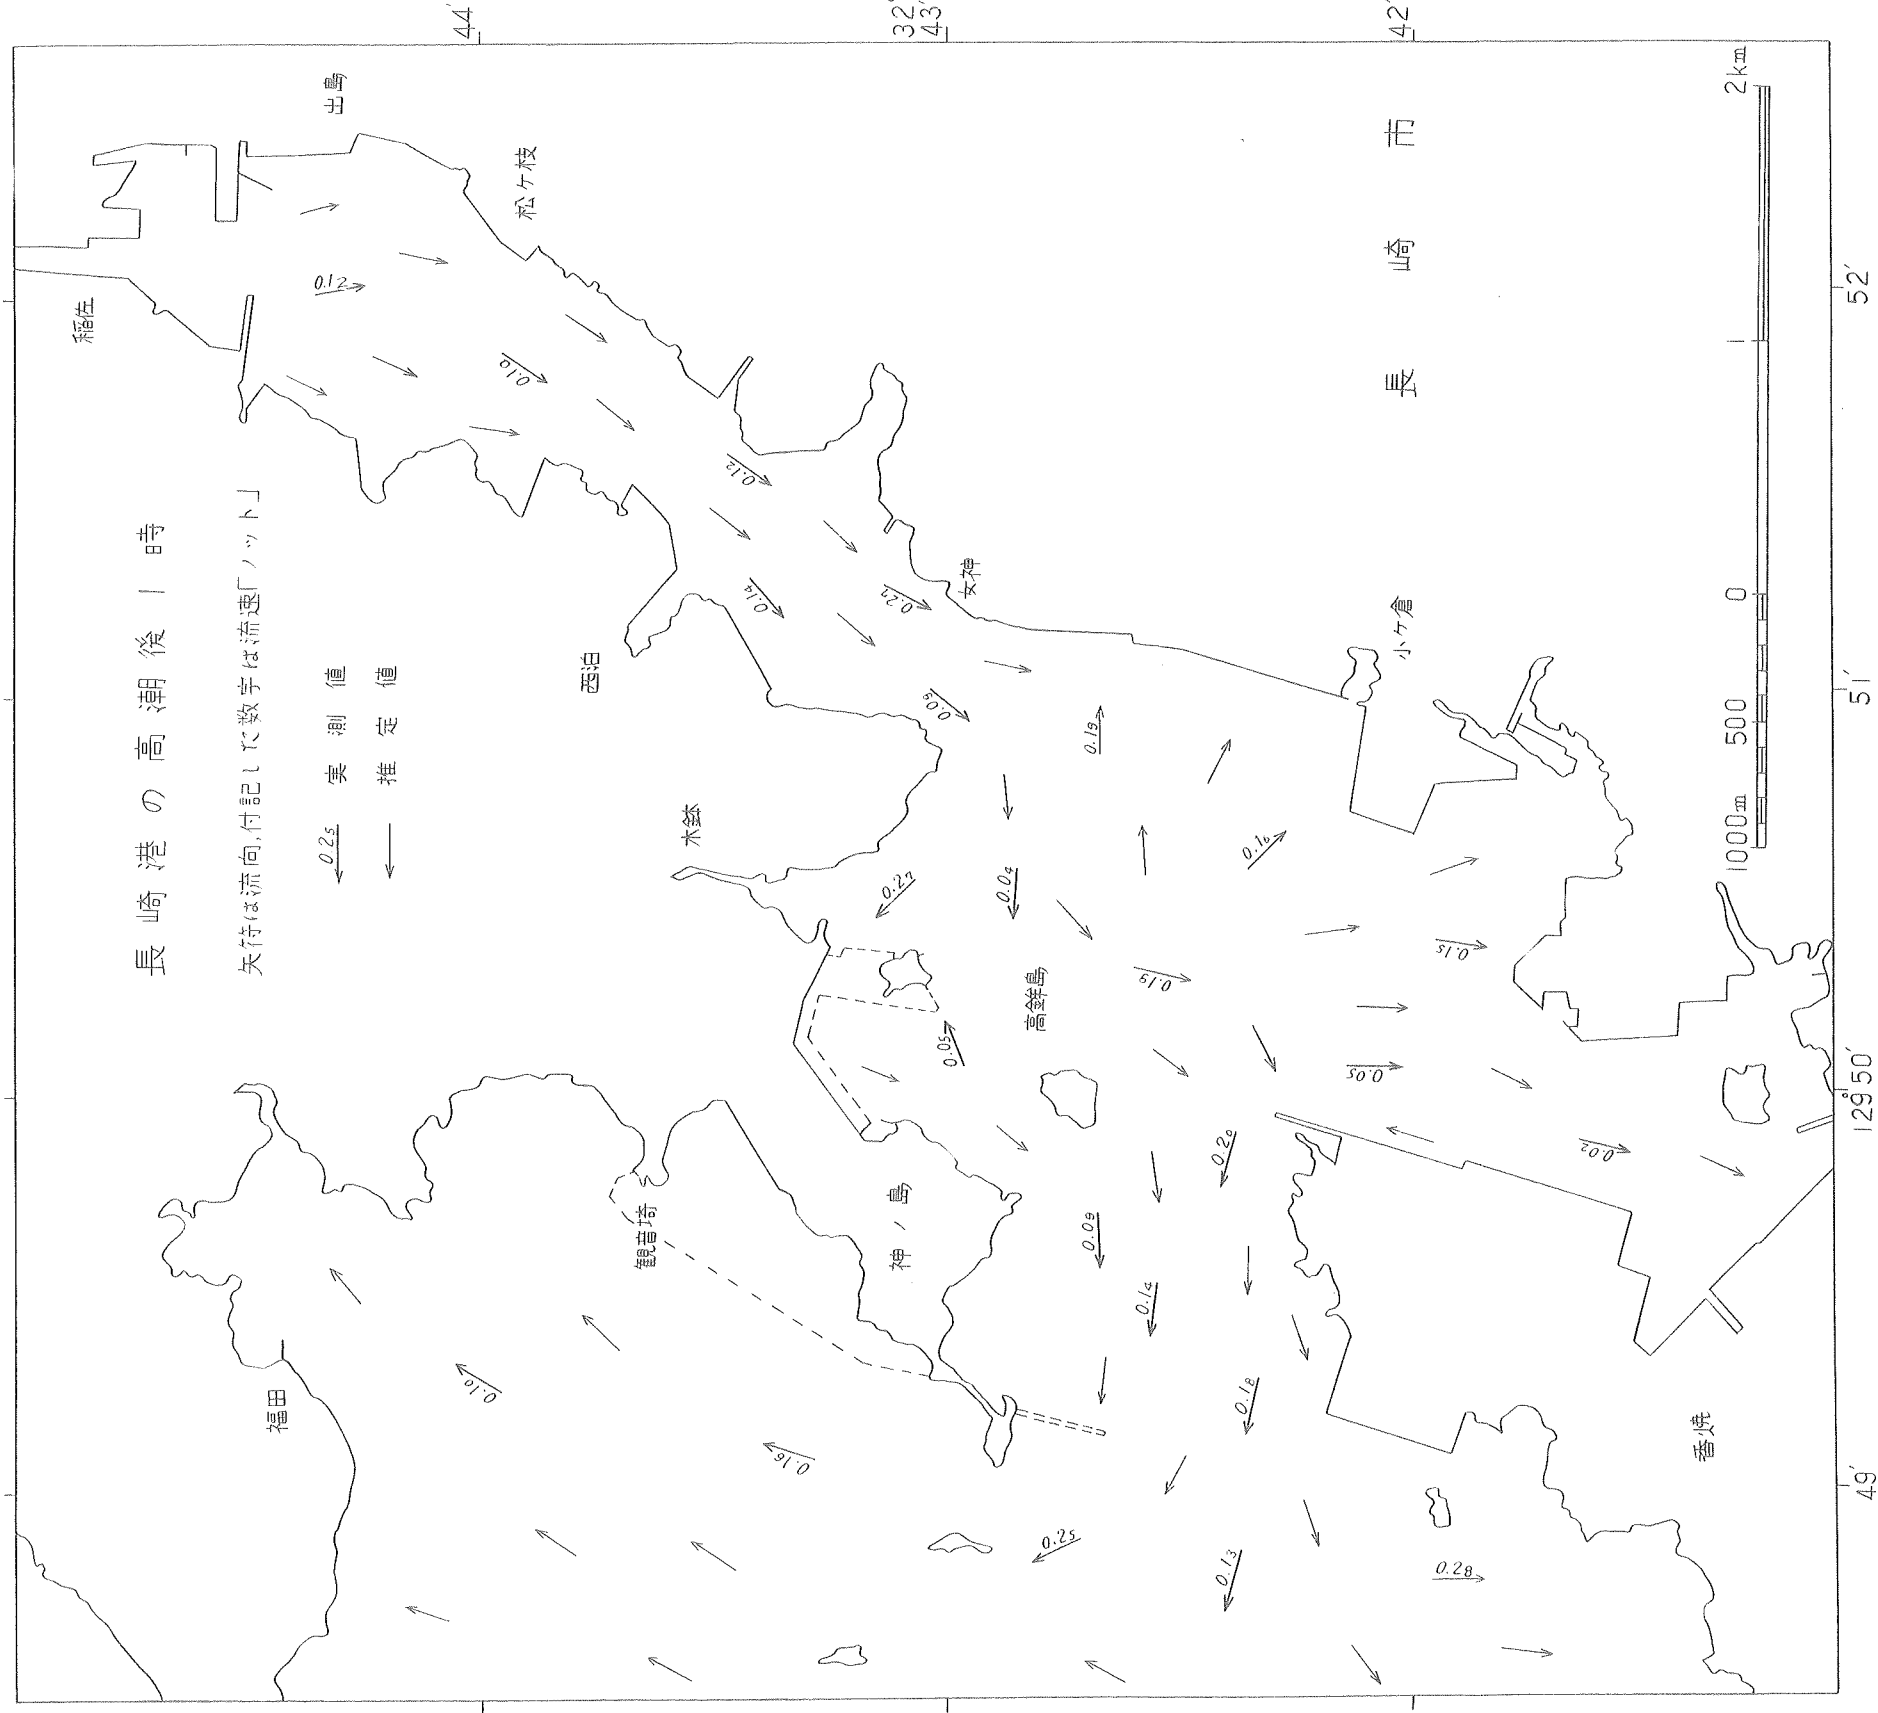 長崎港の高潮後1時
矢符は流向,付記した数字は流速「ノット」
0.25 実測値
推定値
44′
32°
43′
42′
出島
松ケ枝
稲佐
0.12
0.10
0.12
0.14
0.27
女神
西泊
0.09
0.19
小ケ倉
木鉢
0.27
0.04
0.16
0.15
高鉾島
0.19
0.05
0.05
0.20
0.02
観音埼
神ノ島
0.09
0.14
0.18
福田
0.10
0.16
0.25
0.13
0.28
香焼
長崎市
1000m 500 0 1 2km
49′
129°50′
51′
52′